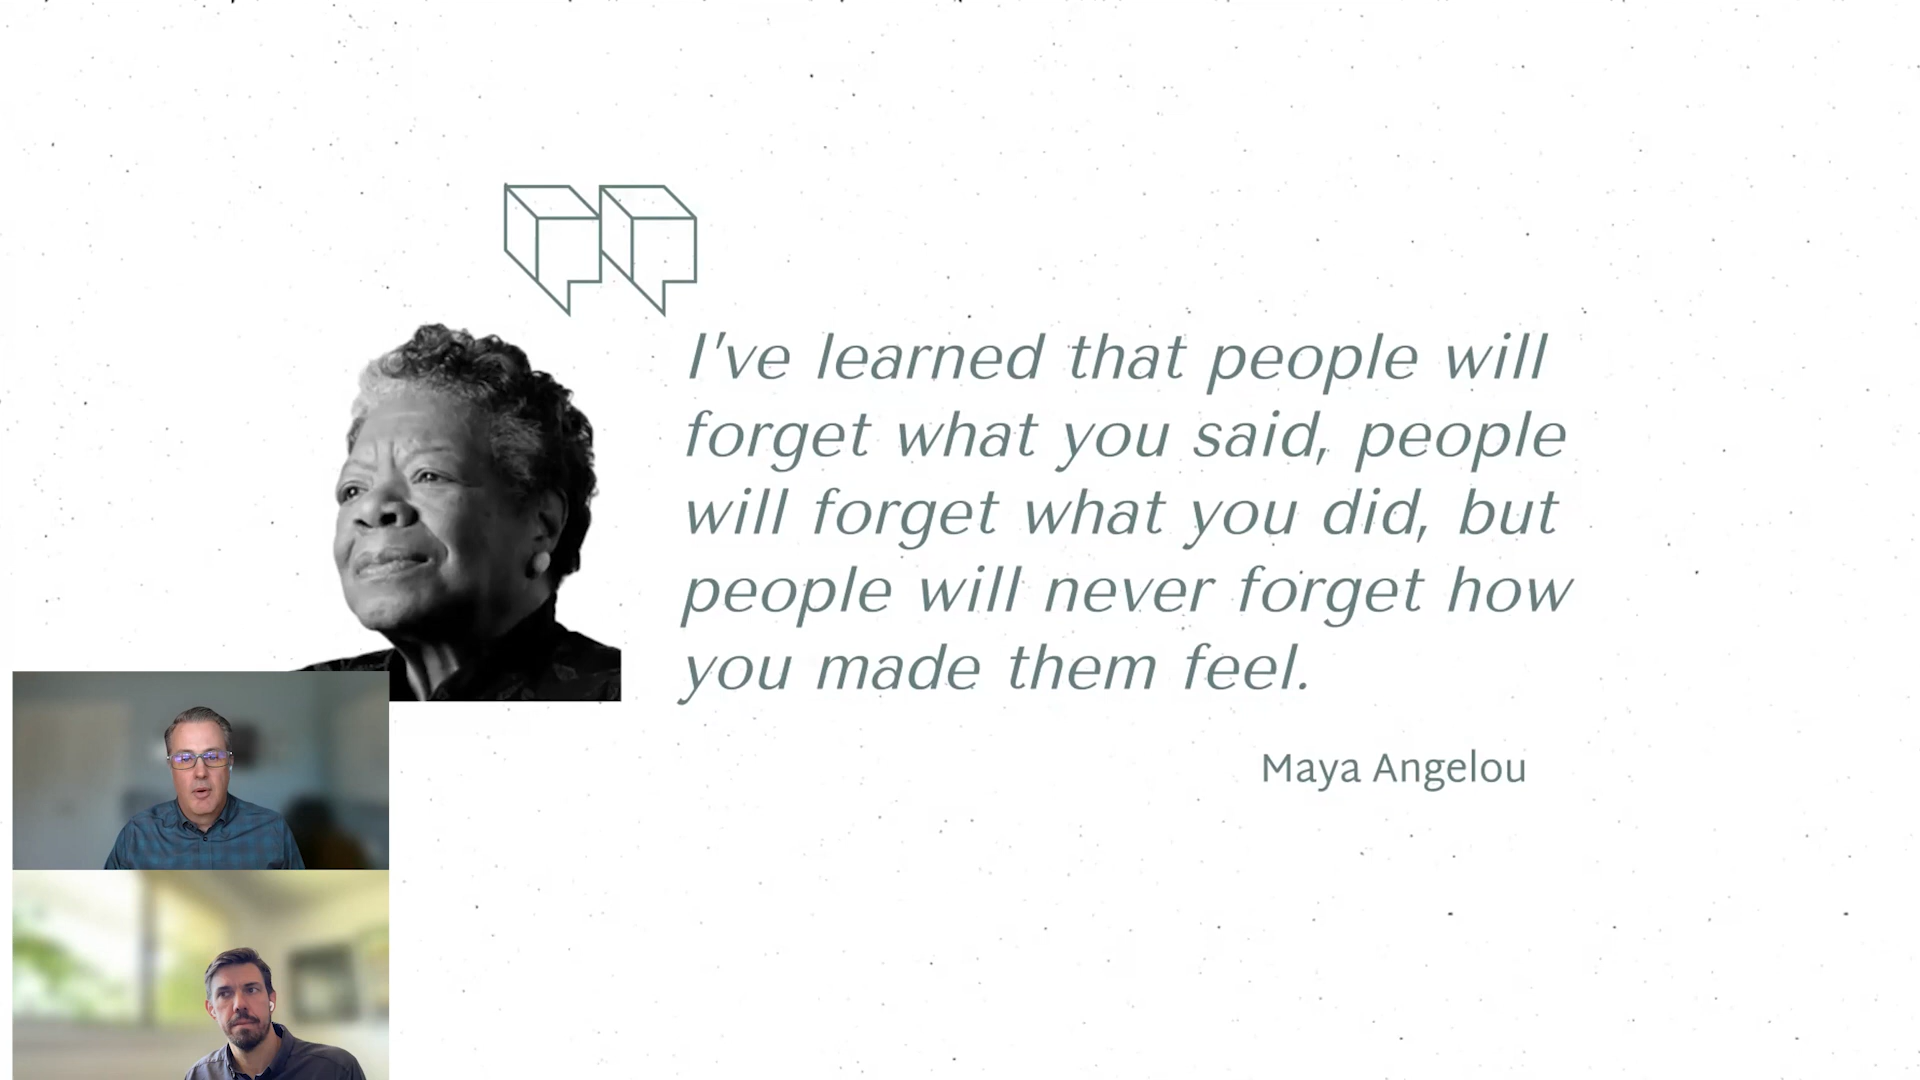 I've learned that people will
forget what you said, people
will forget what you did, but
people will never forget how
you made them feel.
Maya Angelou